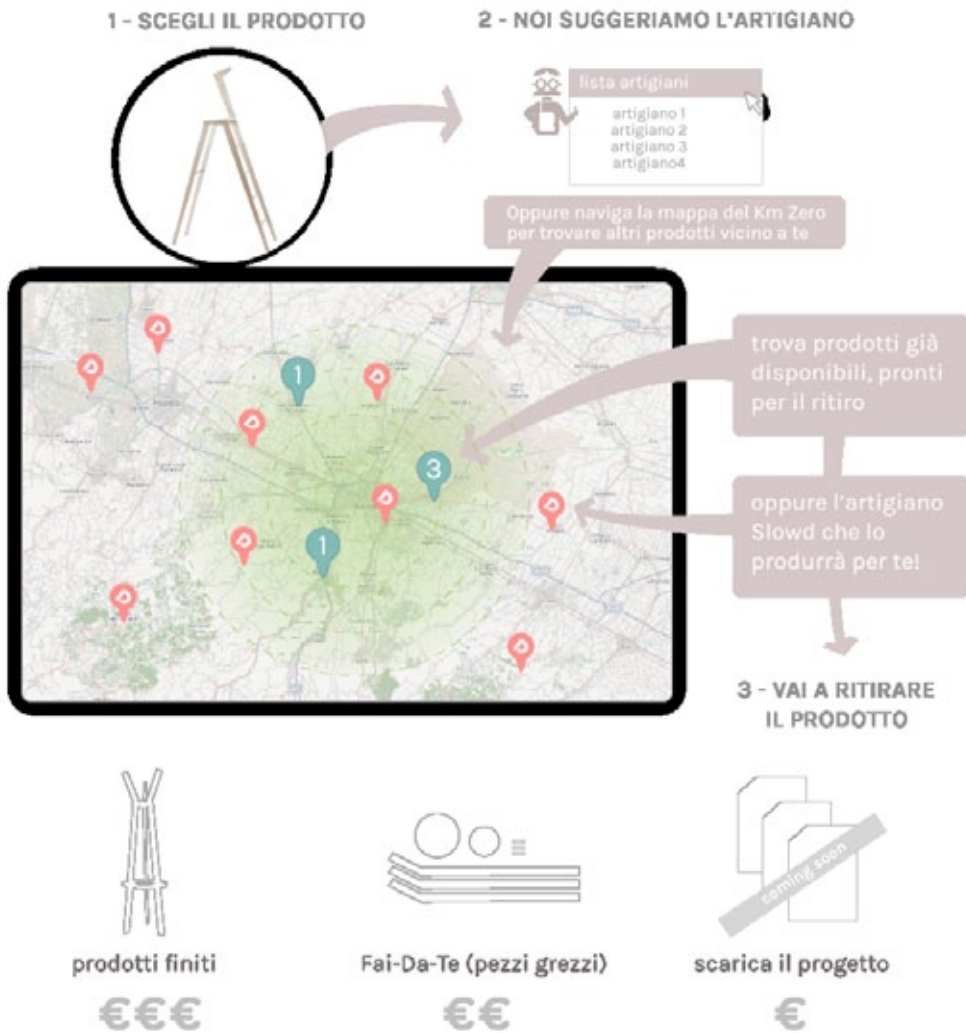 1 - SCEGLI IL PRODOTTO
2 - NOI SUGGERIAMO L'ARTIGIANO
lista artigiani
artigiano 1
artigiano 2
artigiano 3
artigiano4
Oppure naviga la mappa del Km Zero
per trovare altri prodotti vicino a te
trova prodotti già
disponibili, pronti
per il ritiro
1
3
1
oppure l'artigiano
Slowd che lo
produrrà per te!
3 - VAI A RITIRARE
IL PRODOTTO
coming soon
prodotti finiti
Fai-Da-Te (pezzi grezzi)
scarica il progetto
€€€
€€
€